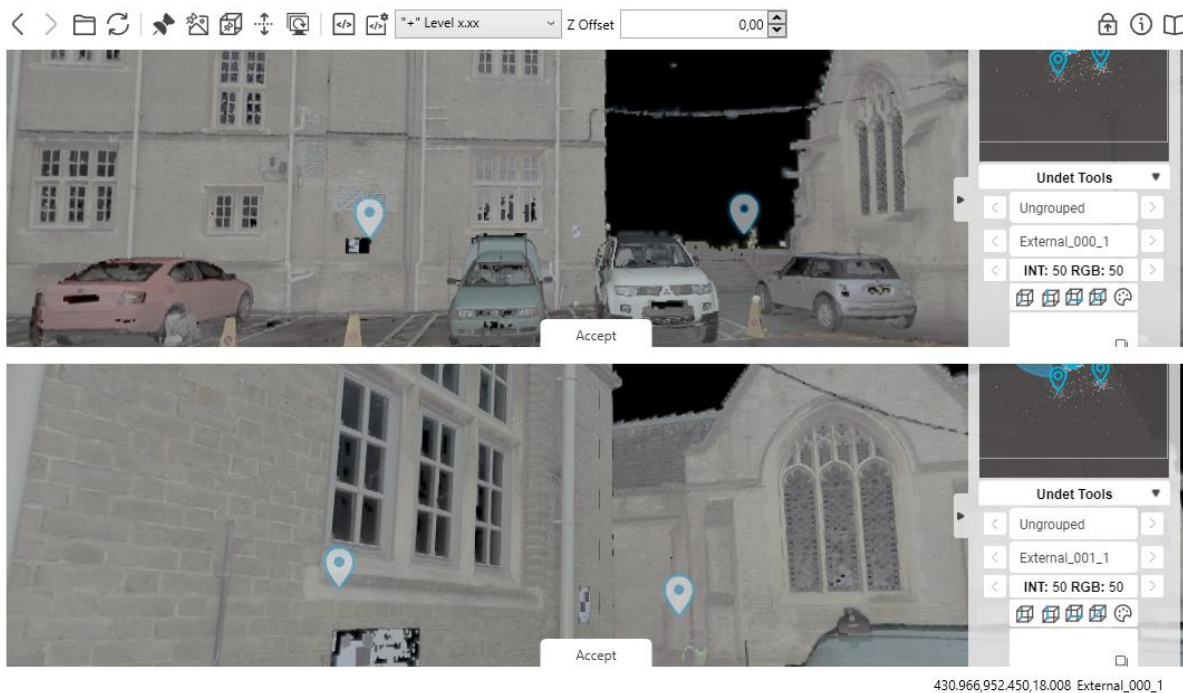 "+" Level x.xx
Z Offset
0,00
Undet Tools
Ungrouped
External_000_1
INT: 50 RGB: 50
Accept
Undet Tools
Ungrouped
External_001_1
INT: 50 RGB: 50
Accept
430.966,952.450,18.008 External_000_1